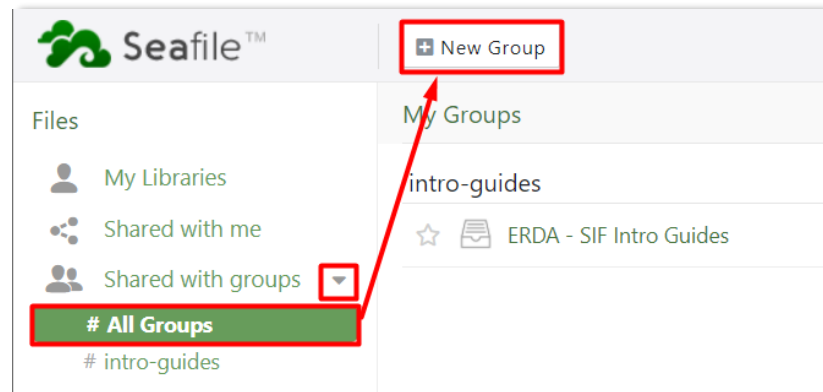 Seafile™
New Group
Files
My Groups
My Libraries
intro-guides
Shared with me
ERDA - SIF Intro Guides
Shared with groups
# All Groups
# intro-guides